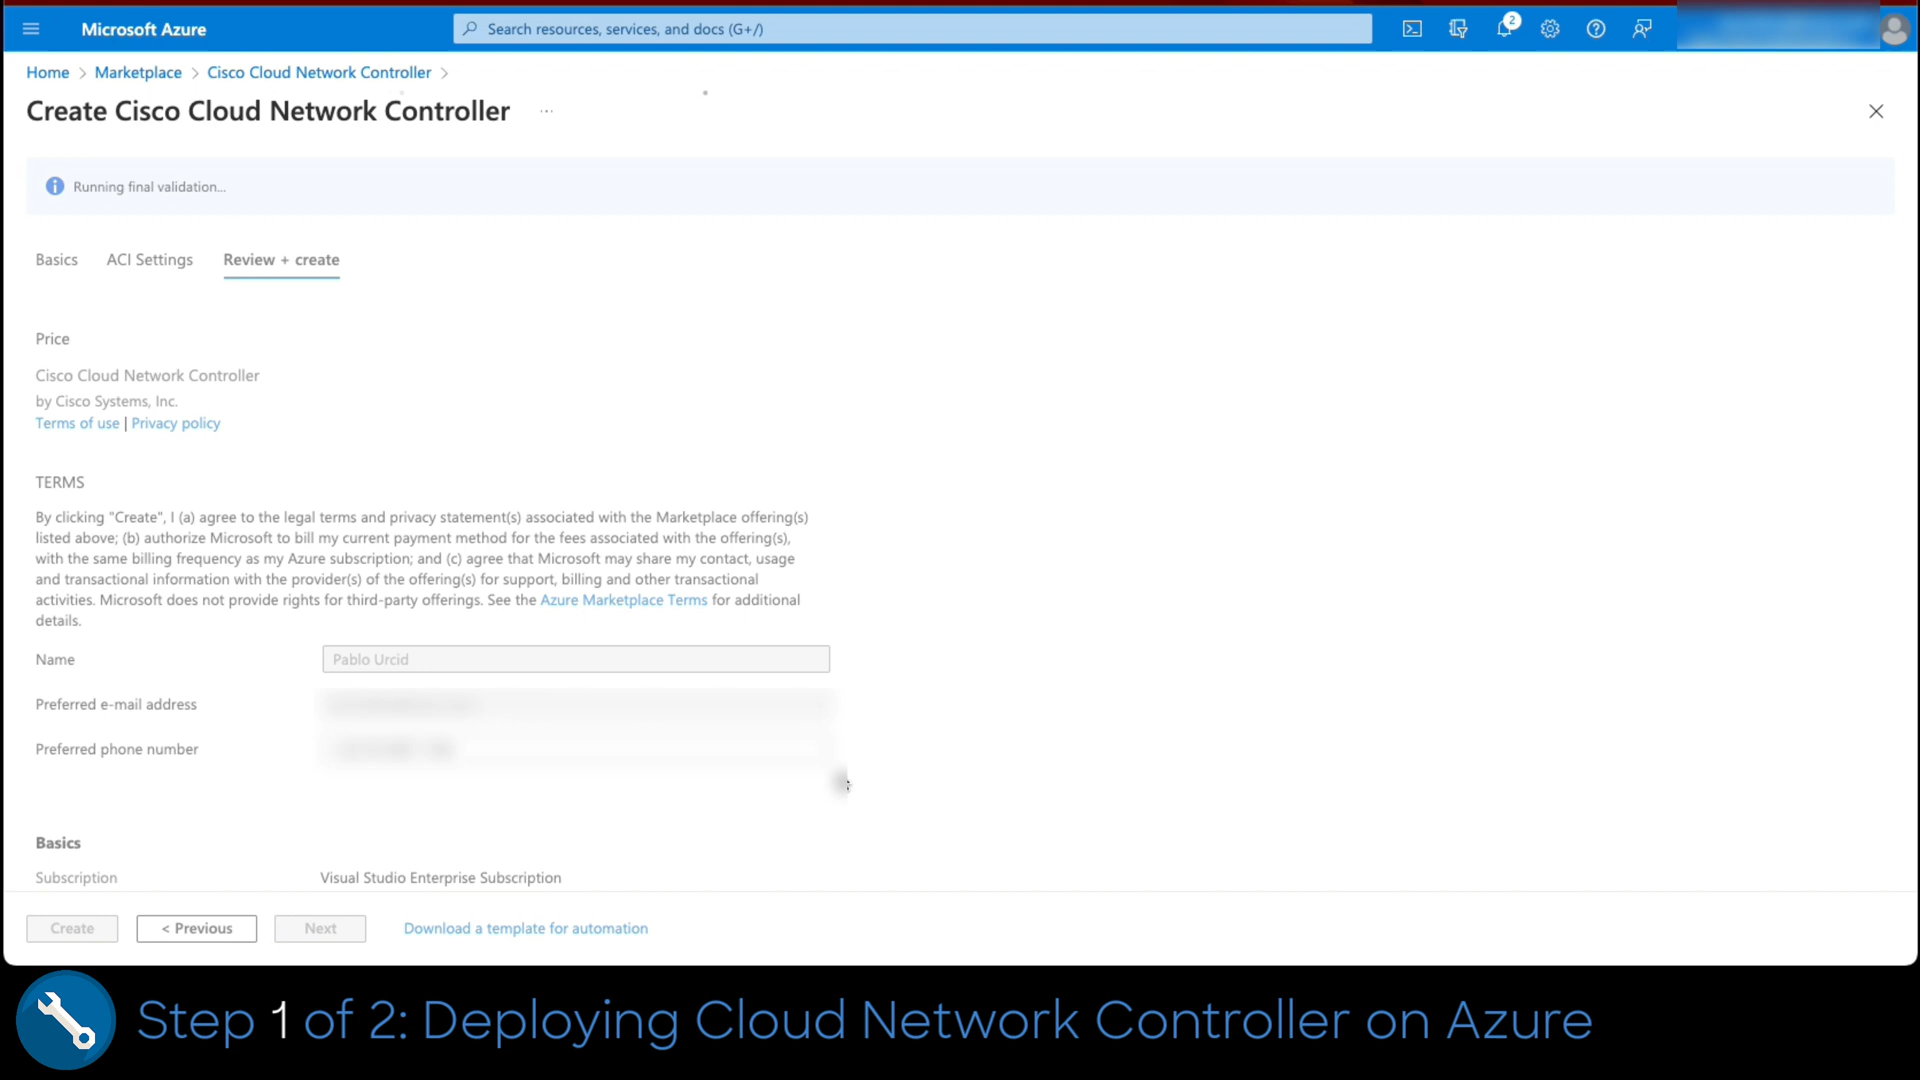 Microsoft Azure
Search resources, services, and docs (G+/)
2
Home > Marketplace > Cisco Cloud Network Controller >
Create Cisco Cloud Network Controller ...
Running final validation...
Basics ACI Settings Review + create
Price
Cisco Cloud Network Controller
by Cisco Systems, Inc.
Terms of use | Privacy policy
TERMS
By clicking "Create", I (a) agree to the legal terms and privacy statement(s) associated with the Marketplace offering(s)
listed above; (b) authorize Microsoft to bill my current payment method for the fees associated with the offering(s),
with the same billing frequency as my Azure subscription; and (c) agree that Microsoft may share my contact, usage
and transactional information with the provider(s) of the offering(s) for support, billing and other transactional
activities. Microsoft does not provide rights for third-party offerings. See the Azure Marketplace Terms for additional
details.
Name Pablo Urcid
Preferred e-mail address
Preferred phone number
Basics
Subscription Visual Studio Enterprise Subscription
Create < Previous Next Download a template for automation
Step 1 of 2: Deploying Cloud Network Controller on Azure